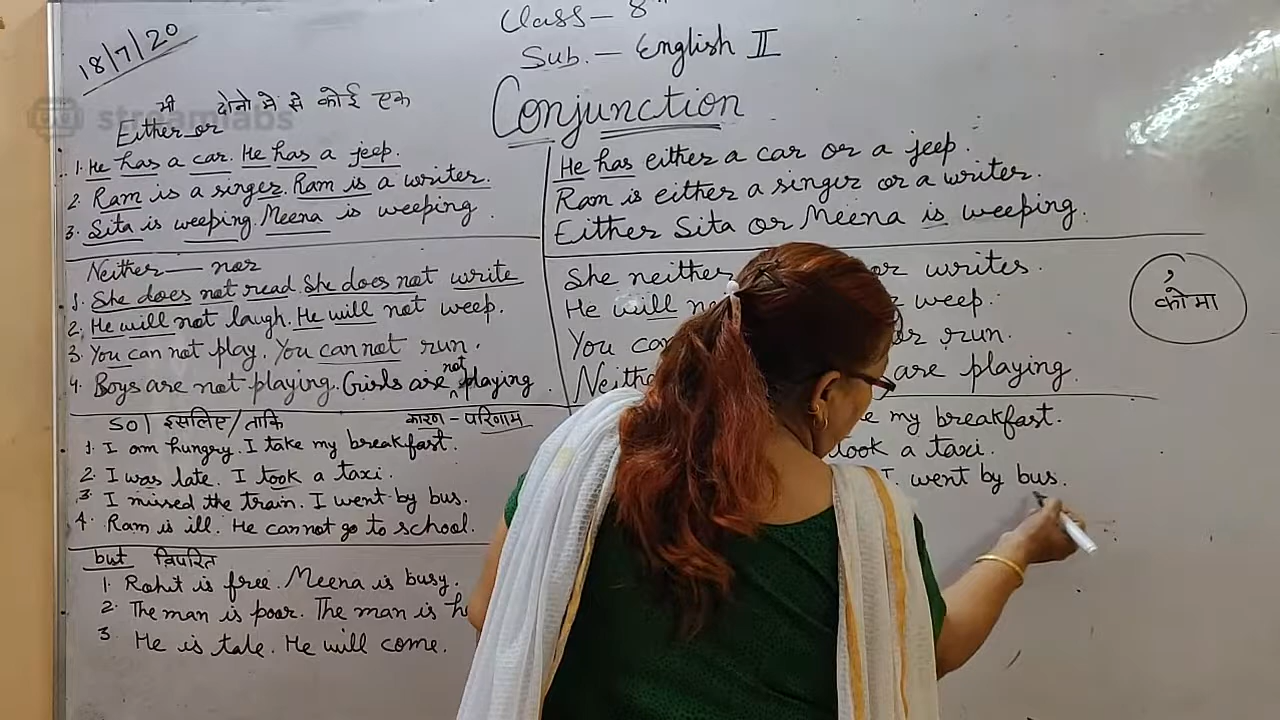 18/7/20
Class - 8th
Sub. - English II
Conjunction
streamlabs
भी दोनो मे से कोई एक
Either or
1. He has a car. He has a jeep.
2. Ram is a singer. Ram is a writer.
3. Sita is weeping. Meena is weeping.
He has either a car or a jeep.
Ram is either a singer or a writer.
Either Sita or Meena is weeping.
Neither — nor
1. She does not read. She does not write
2. He will not laugh. He will not weep.
3. You can not play. You can not run.
4. Boys are not playing. Girls are not playing.
She neither or writes.
He will weep.
You run.
are playing.
, कोमा
so | इसलिए / ताकि कारण - परिणाम
1. I am hungry. I take my breakfast.
2. I was late. I took a taxi.
3. I missed the train. I went by bus.
4. Ram is ill. He cannot go to school.
my breakfast.
took a taxi.
I went by bus.
but विपरित
1. Rohit is free. Meena is busy.
2. The man is poor. The man is
3. He is tale. He will come.